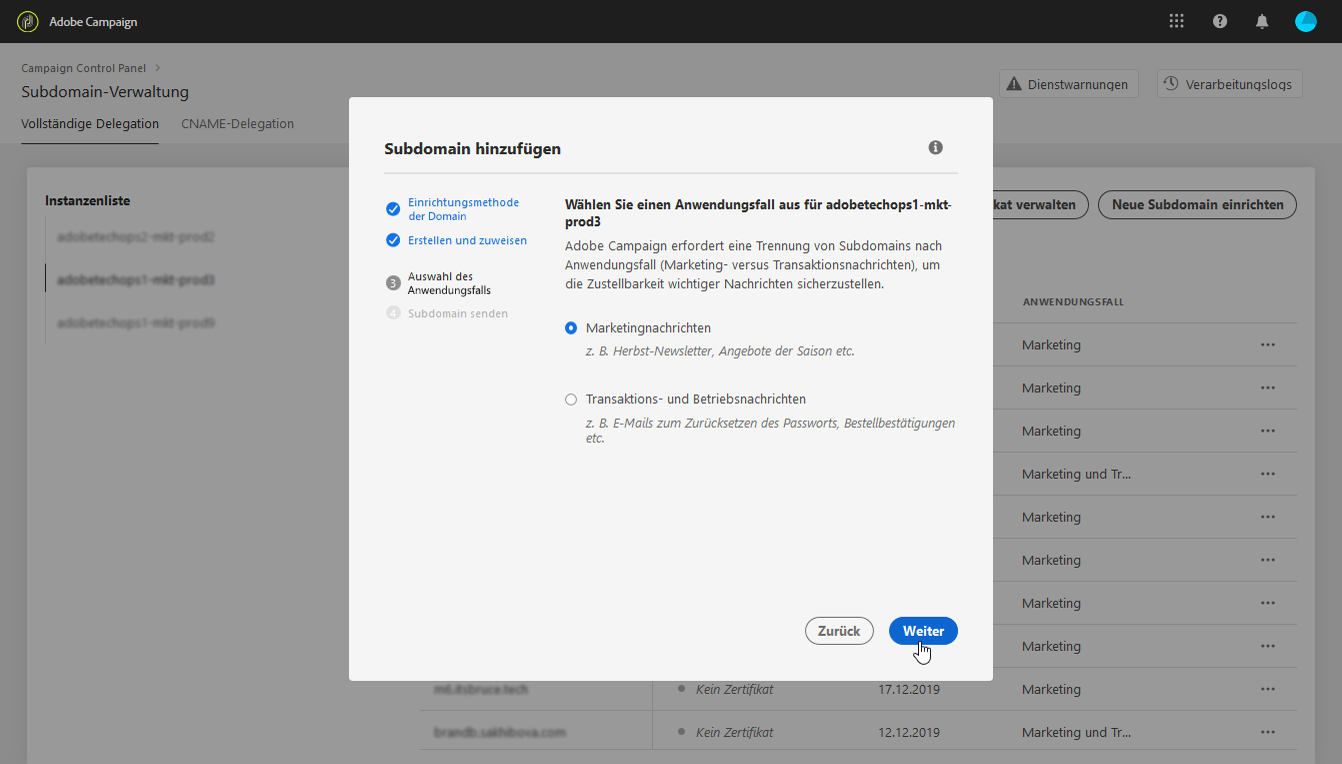 Adobe Campaign
Campaign Control Panel
Subdomain-Verwaltung
Dienstwarnungen
Verarbeitungslogs
Vollständige Delegation
CNAME-Delegation
Instanzenliste
adobetechops2-mkt-prod2
adobetechops1-mkt-prod3
adobetechops1-mkt-prod9
Subdomain hinzufügen
Einrichtungsmethode
der Domain
Erstellen und zuweisen
3 Auswahl des
Anwendungsfalls
4 Subdomain senden
Wählen Sie einen Anwendungsfall aus für adobetechops1-mkt-
prod3
Adobe Campaign erfordert eine Trennung von Subdomains nach
Anwendungsfall (Marketing- versus Transaktionsnachrichten), um
die Zustellbarkeit wichtiger Nachrichten sicherzustellen.
Marketingnachrichten
z. B. Herbst-Newsletter, Angebote der Saison etc.
Transaktions- und Betriebsnachrichten
z. B. E-Mails zum Zurücksetzen des Passworts, Bestellbestätigungen
etc.
Zurück
Weiter
kat verwalten
Neue Subdomain einrichten
ANWENDUNGSFALL
Marketing
Marketing
Marketing
Marketing und Tr...
Marketing
Marketing
Marketing
Marketing
Kein Zertifikat 17.12.2019 Marketing
brandb.sakhibova.com Kein Zertifikat 12.12.2019 Marketing und Tr...